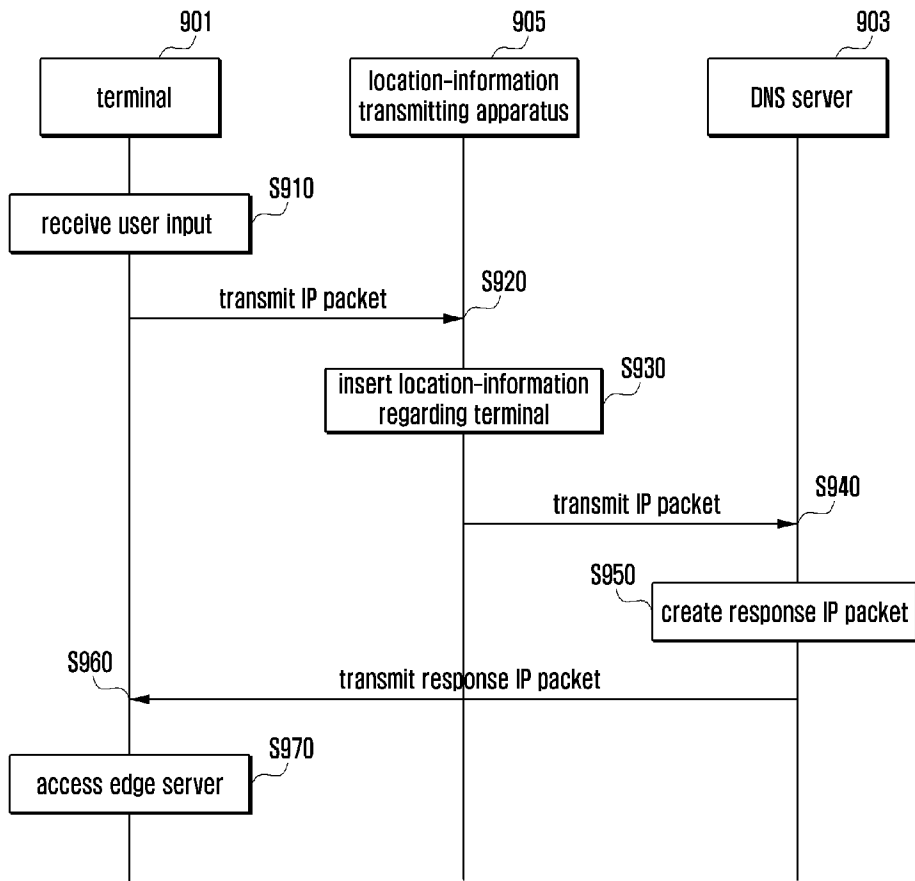 901
905
903
terminal
location-information
transmitting apparatus
DNS server
S910
receive user input
transmit IP packet
S920
insert location-information
regarding terminal
S930
transmit IP packet
S940
S950
create response IP packet
S960
transmit response IP packet
S970
access edge server